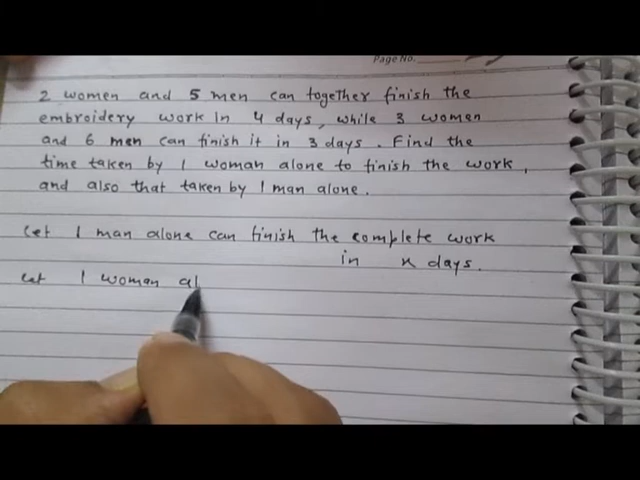 Page No.
2 women and 5 men can together finish the
embroidery work in 4 days, while 3 women
and 6 men can finish it in 3 days. Find the
time taken by 1 woman alone to finish the work,
and also that taken by 1 man alone.
Let 1 man alone can finish the complete work
in x days.
Let 1 woman al